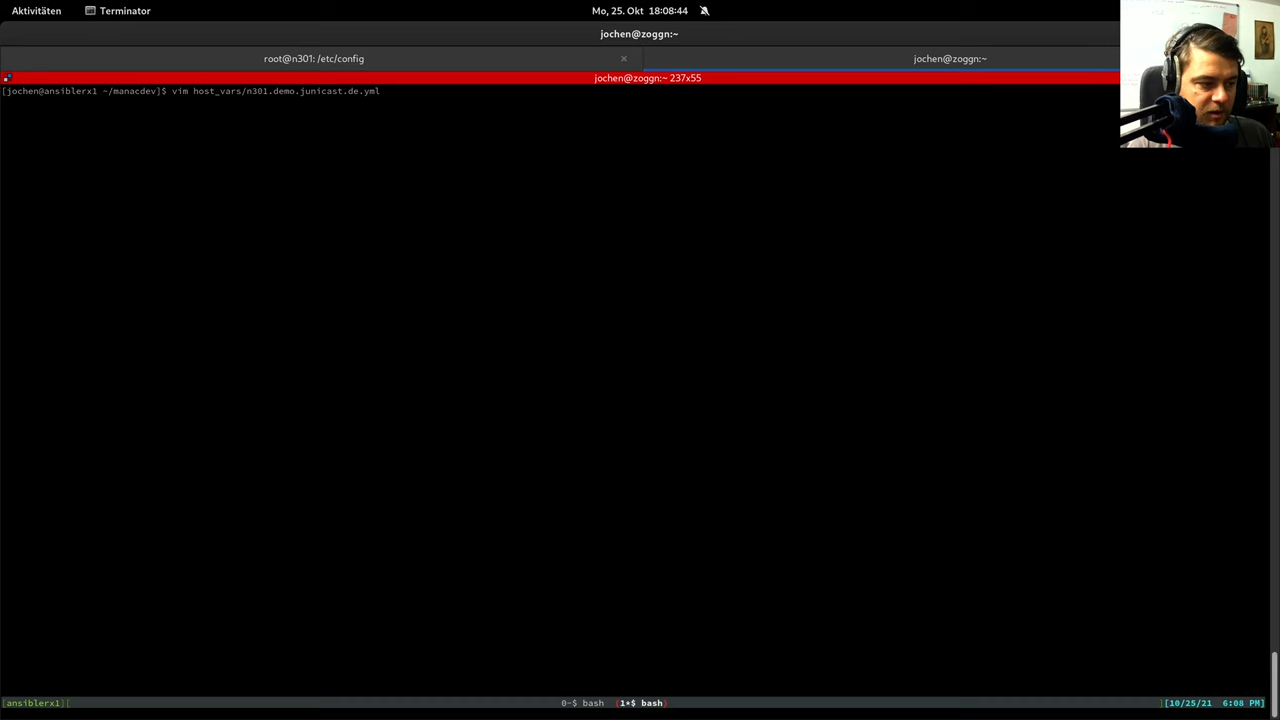 Aktivitäten Terminator Mo, 25. Okt 18:08:44
jochen@zoggn:~
root@n301: /etc/config × jochen@zoggn:~
jochen@zoggn:~ 237x55
[jochen@ansiblerx1 ~/manacdev]$ vim host_vars/n301.demo.junicast.de.yml
[ansiblerx1][ 0-$ bash (1*$ bash) ][10/25/21 6:08 PM]